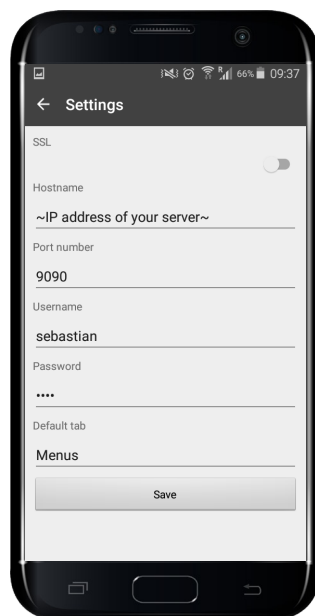 R
66%
09:37
Settings
SSL
Hostname
~IP address of your server~
Port number
9090
Username
sebastian
Password
••••
Default tab
Menus
Save